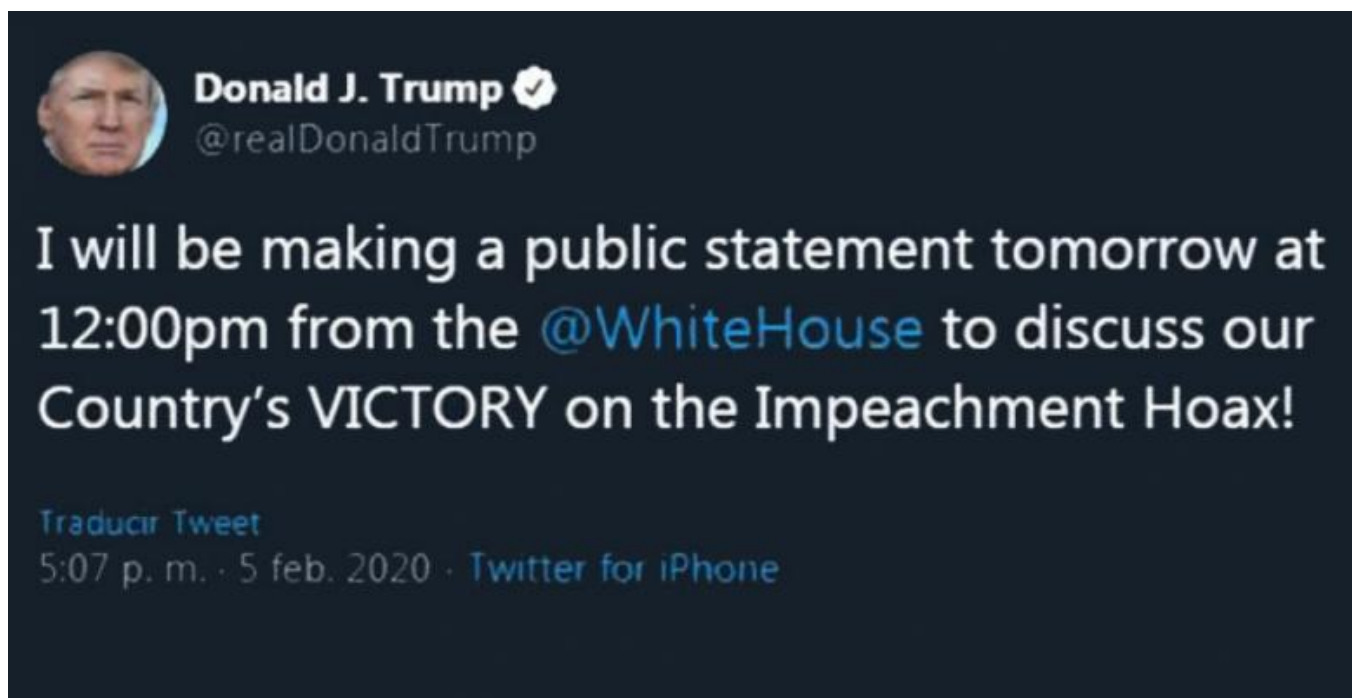 Donald J. Trump
@realDonaldTrump
I will be making a public statement tomorrow at
12:00pm from the @WhiteHouse to discuss our
Country’s VICTORY on the Impeachment Hoax!
Traducir Tweet
5:07 p. m. · 5 feb. 2020 · Twitter for iPhone